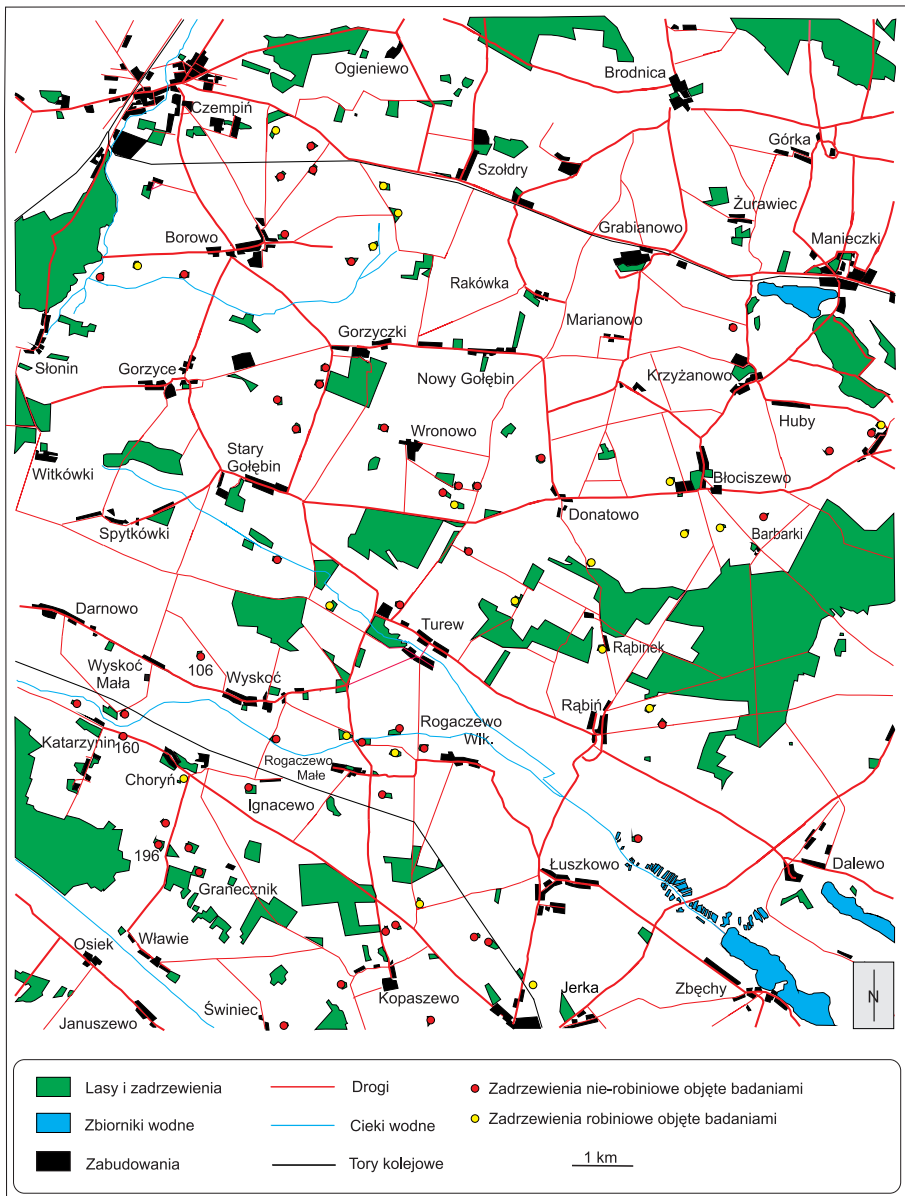 Ogieniewo
Brodnica
Czempiń
Górka
Szołdry
Żurawiec
Borowo
Grabianowo
Manieczki
Rakówka
Marianowo
Słonin
Gorzyczki
Gorzyce
Nowy Gołębin
Krzyżanowo
Huby
Wronowo
Stary
Gołębin
Witkówki
Błociszewo
Donatowo
Spytkówki
Barbarki
Darnowo
Turew
Rąbinek
Wyskoć
Mała
106
Wyskoć
Rąbiń
Rogaczewo
Wlk.
Katarzynin
160
Rogaczewo
Małe
Choryń
Ignacewo
196
Łuszkowo
Dalewo
Granecznik
Osiek
Wławie
Zbęchy
Jerka
Kopaszewo
Świniec
Januszewo
N
Lasy i zadrzewienia
Drogi
Zadrzewienia nie-robiniowe objęte badaniami
Zbiorniki wodne
Cieki wodne
Zadrzewienia robiniowe objęte badaniami
Zabudowania
Tory kolejowe
1 km